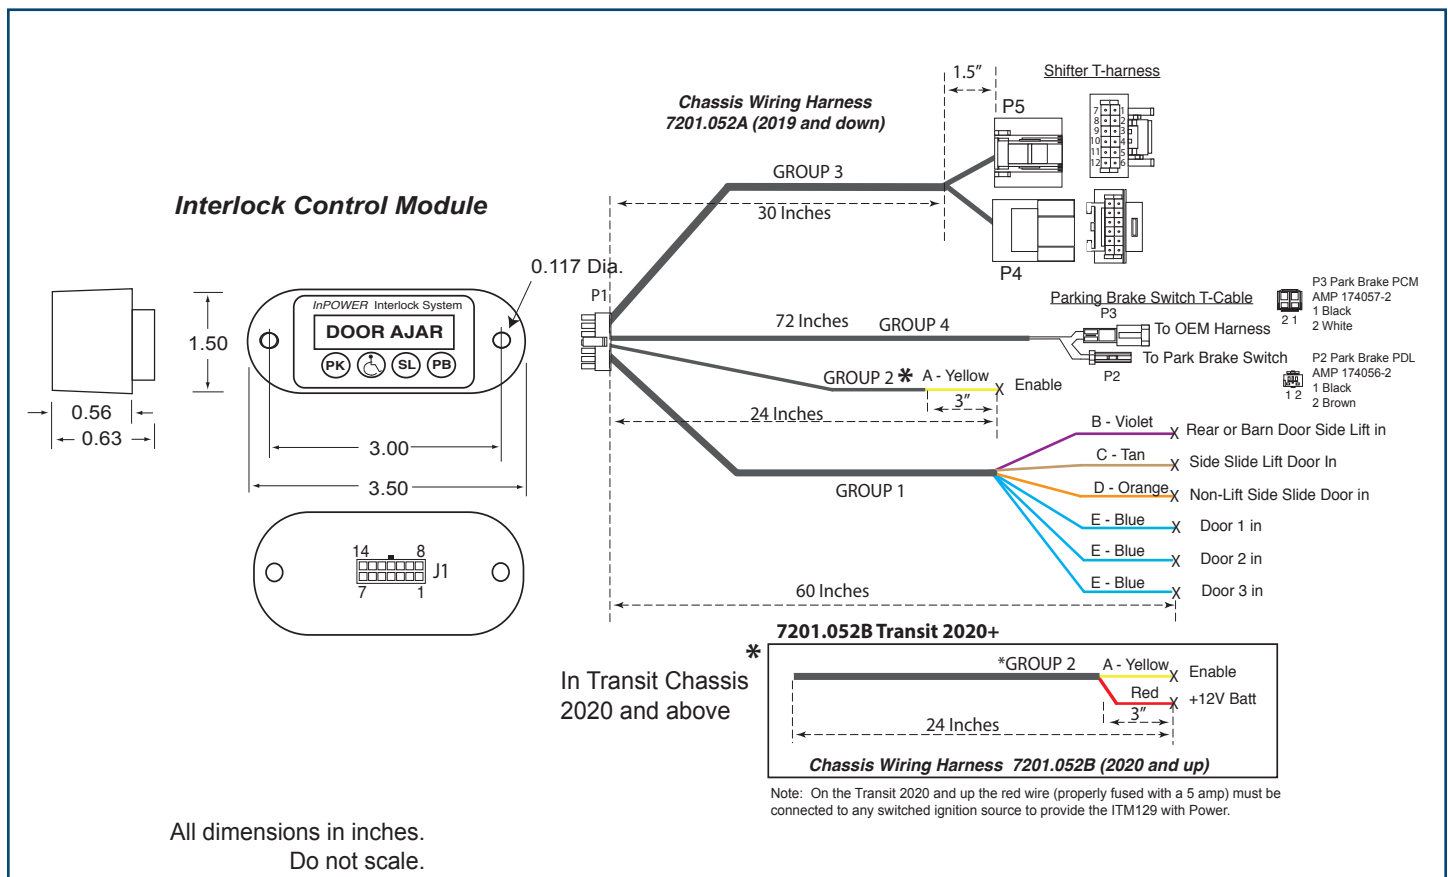 Chassis Wiring Harness
7201.052A (2019 and down)
1.5"
Shifter T-harness
P5
7 1
8 2
9 3
10 4
11 5
12 6
GROUP 3
30 Inches
P4
Interlock Control Module
0.117 Dia.
P1
InPOWER Interlock System
DOOR AJAR
PK
SL
PB
1.50
0.56
0.63
3.00
3.50
14 8
J1
7 1
Parking Brake Switch T-Cable
P3
72 Inches
GROUP 4
To OEM Harness
To Park Brake Switch
P2
2 1
P3 Park Brake PCM
AMP 174057-2
1 Black
2 White
1 2
P2 Park Brake PDL
AMP 174056-2
1 Black
2 Brown
GROUP 2 *
A - Yellow
X
Enable
3"
24 Inches
GROUP 1
B - Violet
X
Rear or Barn Door Side Lift in
C - Tan
X
Side Slide Lift Door In
D - Orange
X
Non-Lift Side Slide Door in
E - Blue
X
Door 1 in
E - Blue
X
Door 2 in
E - Blue
X
Door 3 in
60 Inches
7201.052B Transit 2020+
*
In Transit Chassis
2020 and above
*GROUP 2
A - Yellow
X
Enable
Red
X
+12V Batt
3"
24 Inches
Chassis Wiring Harness 7201.052B (2020 and up)
Note: On the Transit 2020 and up the red wire (properly fused with a 5 amp) must be
connected to any switched ignition source to provide the ITM129 with Power.
All dimensions in inches.
Do not scale.